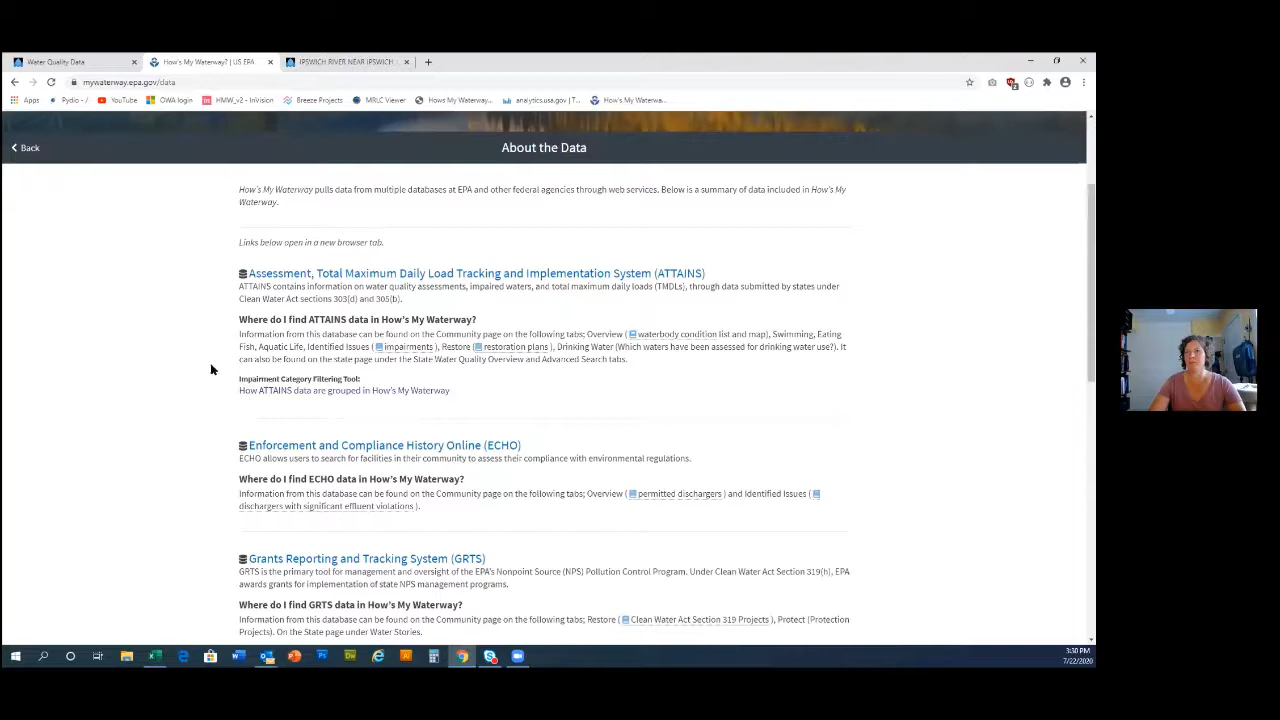 Water Quality Data
How's My Waterway? | US EPA
IPSWICH RIVER NEAR IPSWICH,
mywaterway.epa.gov/data
Apps
Pydio - /
YouTube
OWA login
HMW_v2 - InVision
Breeze Projects
MRLC Viewer
Hows My Waterway...
analytics.usa.gov | T...
How's My Waterwa...
Back
About the Data
How's My Waterway pulls data from multiple databases at EPA and other federal agencies through web services. Below is a summary of data included in How's My
Waterway.
Links below open in a new browser tab.
Assessment, Total Maximum Daily Load Tracking and Implementation System (ATTAINS)
ATTAINS contains information on water quality assessments, impaired waters, and total maximum daily loads (TMDLs), through data submitted by states under
Clean Water Act sections 303(d) and 305(b).
Where do I find ATTAINS data in How's My Waterway?
Information from this database can be found on the Community page on the following tabs; Overview ( waterbody condition list and map), Swimming, Eating
Fish, Aquatic Life, Identified Issues ( impairments ), Restore ( restoration plans ), Drinking Water (Which waters have been assessed for drinking water use?). It
can also be found on the state page under the State Water Quality Overview and Advanced Search tabs.
Impairment Category Filtering Tool:
How ATTAINS data are grouped in How's My Waterway
Enforcement and Compliance History Online (ECHO)
ECHO allows users to search for facilities in their community to assess their compliance with environmental regulations.
Where do I find ECHO data in How's My Waterway?
Information from this database can be found on the Community page on the following tabs; Overview ( permitted dischargers ) and Identified Issues (
dischargers with significant effluent violations ).
Grants Reporting and Tracking System (GRTS)
GRTS is the primary tool for management and oversight of the EPA's Nonpoint Source (NPS) Pollution Control Program. Under Clean Water Act Section 319(h), EPA
awards grants for implementation of state NPS management programs.
Where do I find GRTS data in How's My Waterway?
Information from this database can be found on the Community page on the following tabs; Restore ( Clean Water Act Section 319 Projects ), Protect (Protection
Projects). On the State page under Water Stories.
3:30 PM
7/22/2020